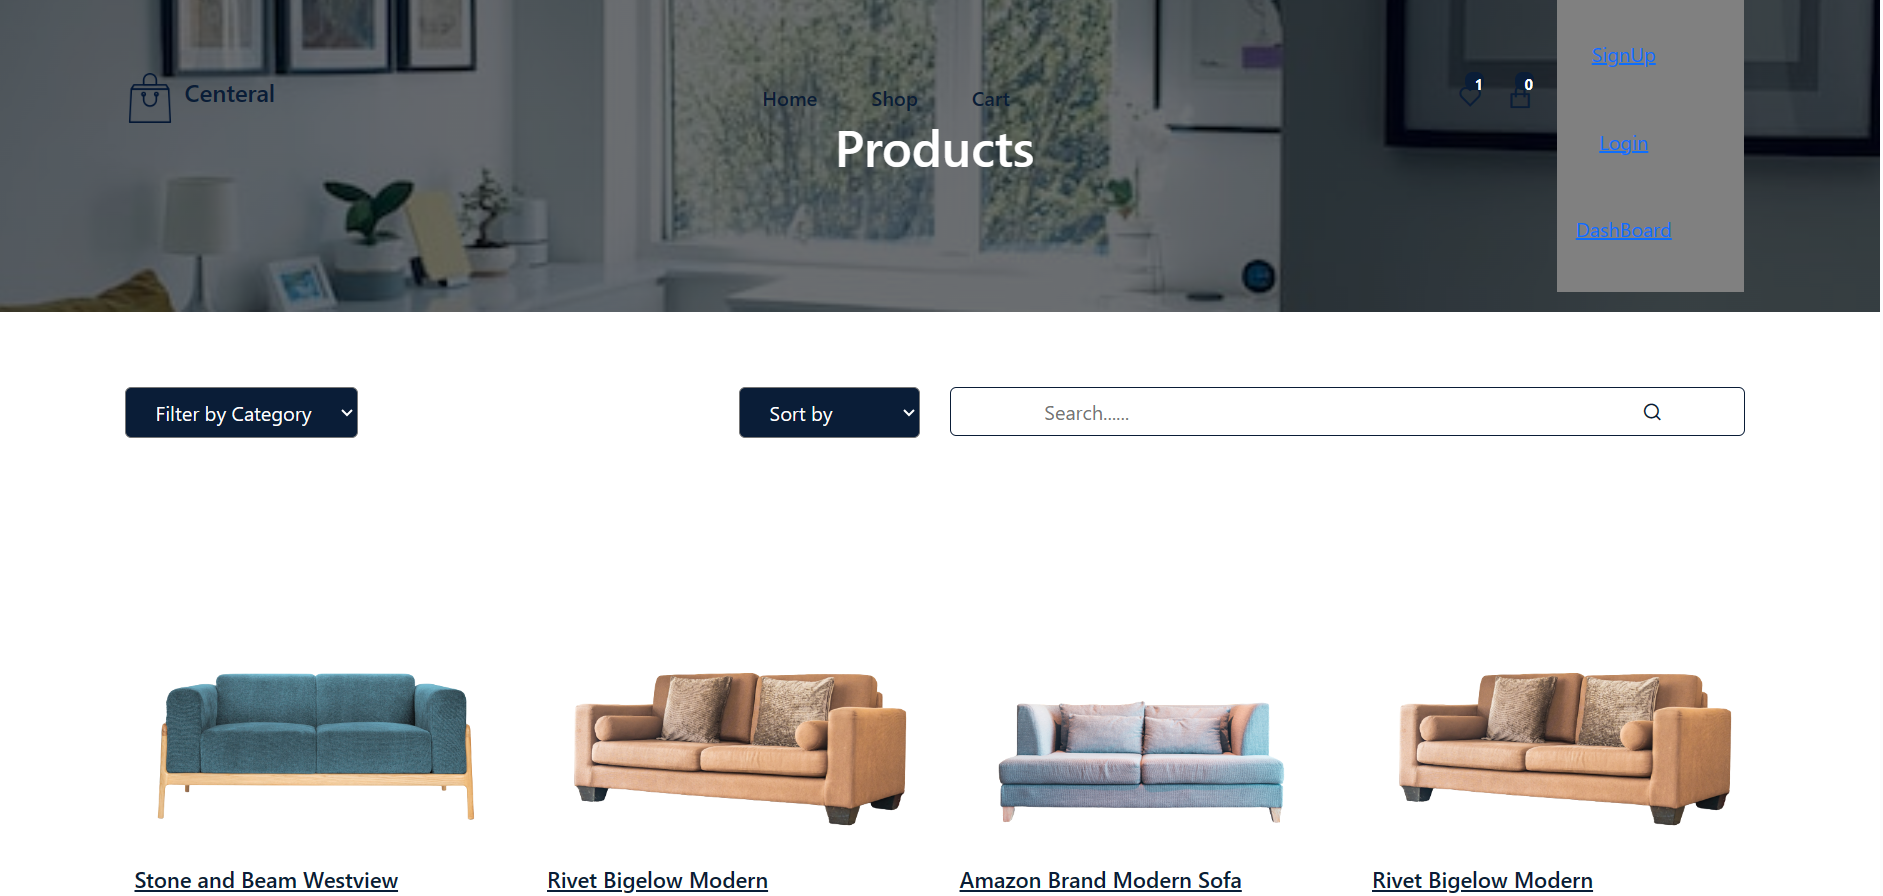 Centeral
Home
Shop
Cart
1
0
SignUp
Login
DashBoard
Products
Filter by Category
Sort by
Search......
Stone and Beam Westview
Rivet Bigelow Modern
Amazon Brand Modern Sofa
Rivet Bigelow Modern